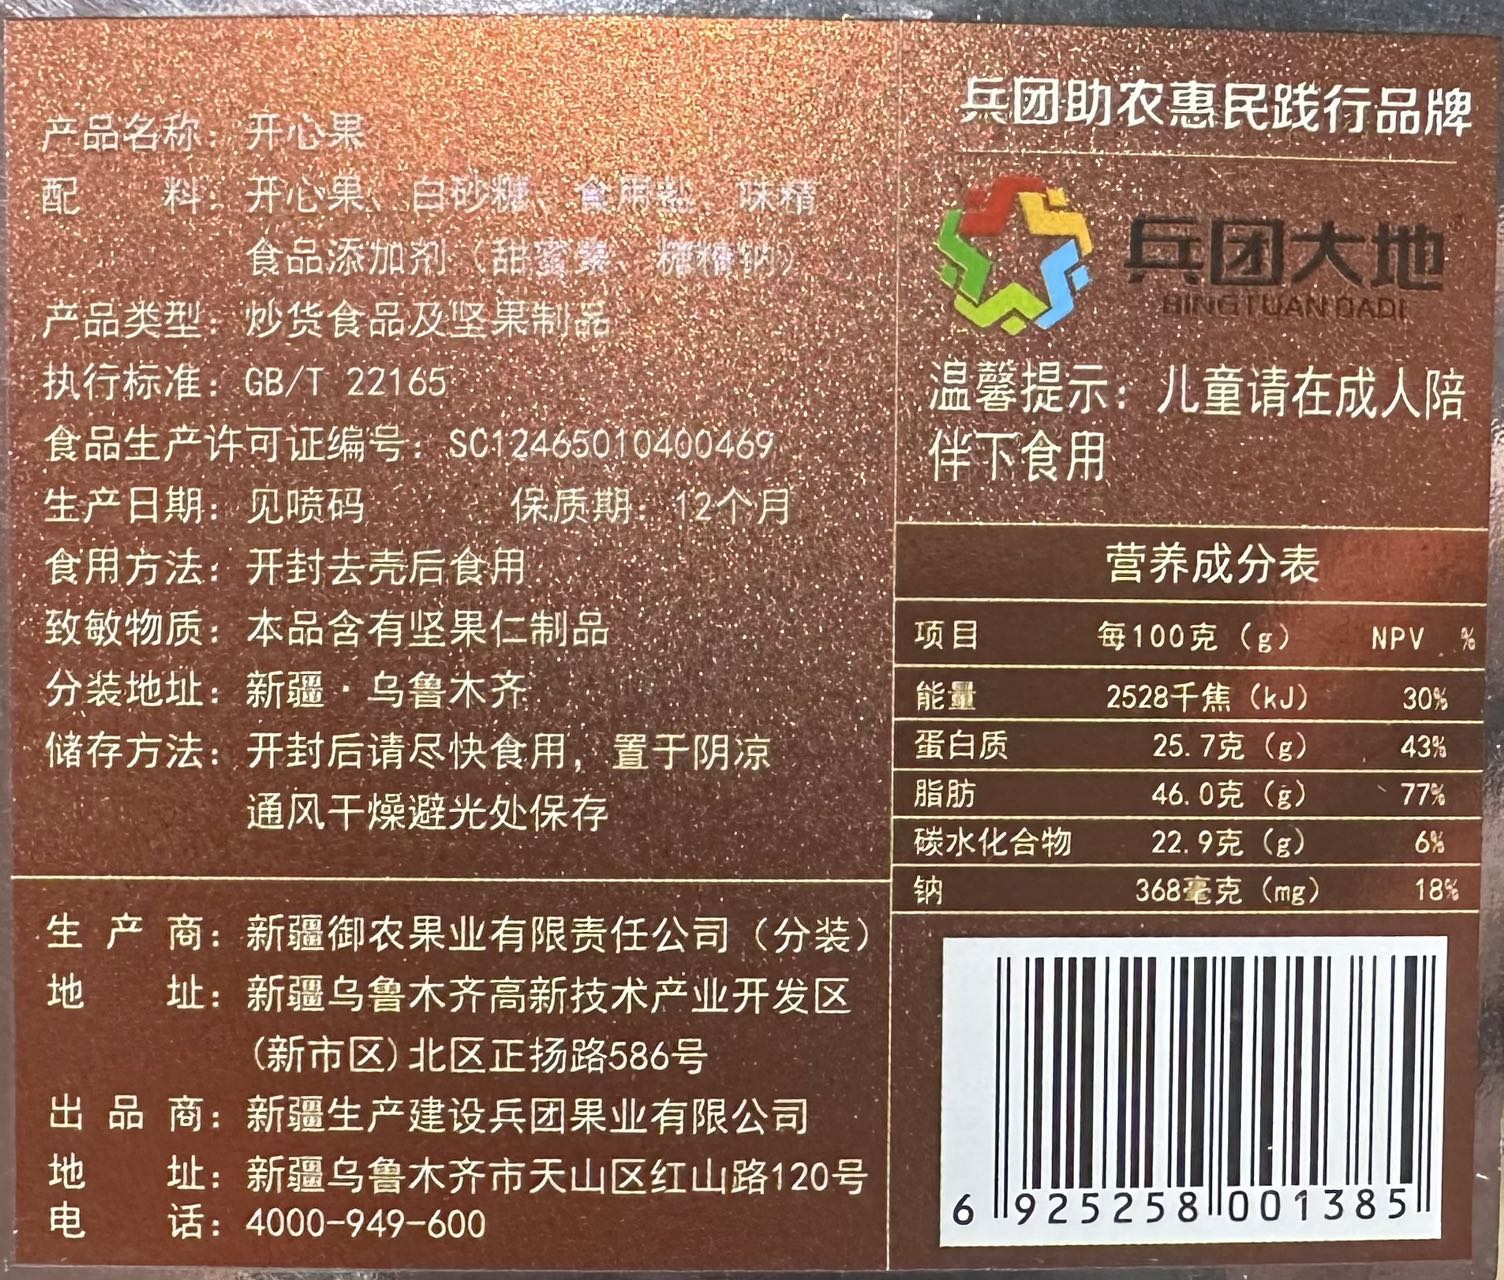 产品名称：开心果
配 料：开心果、白砂糖、食用盐、味精
食品添加剂（甜蜜素、糖精钠）
产品类型：炒货食品及坚果制品
执行标准：GB/T 22165
食品生产许可证编号：SC12465010400469
生产日期：见喷码 保质期：12个月
食用方法：开封去壳后食用
致敏物质：本品含有坚果仁制品
分装地址：新疆·乌鲁木齐
储存方法：开封后请尽快食用，置于阴凉
通风干燥避光处保存
生 产 商：新疆御农果业有限责任公司（分装）
地 址：新疆乌鲁木齐高新技术产业开发区
(新市区)北区正扬路586号
出 品 商：新疆生产建设兵团果业有限公司
地 址：新疆乌鲁木齐市天山区红山路120号
电 话：4000-949-600
兵团助农惠民践行品牌
兵团大地
BINGTUAN DADI
温馨提示：儿童请在成人陪
伴下食用
营养成分表
项目 每100克（g） NPV %
能量 2528千焦（kJ） 30%
蛋白质 25.7克（g） 43%
脂肪 46.0克（g） 77%
碳水化合物 22.9克（g） 6%
钠 368毫克（mg） 18%
6 925258 001385